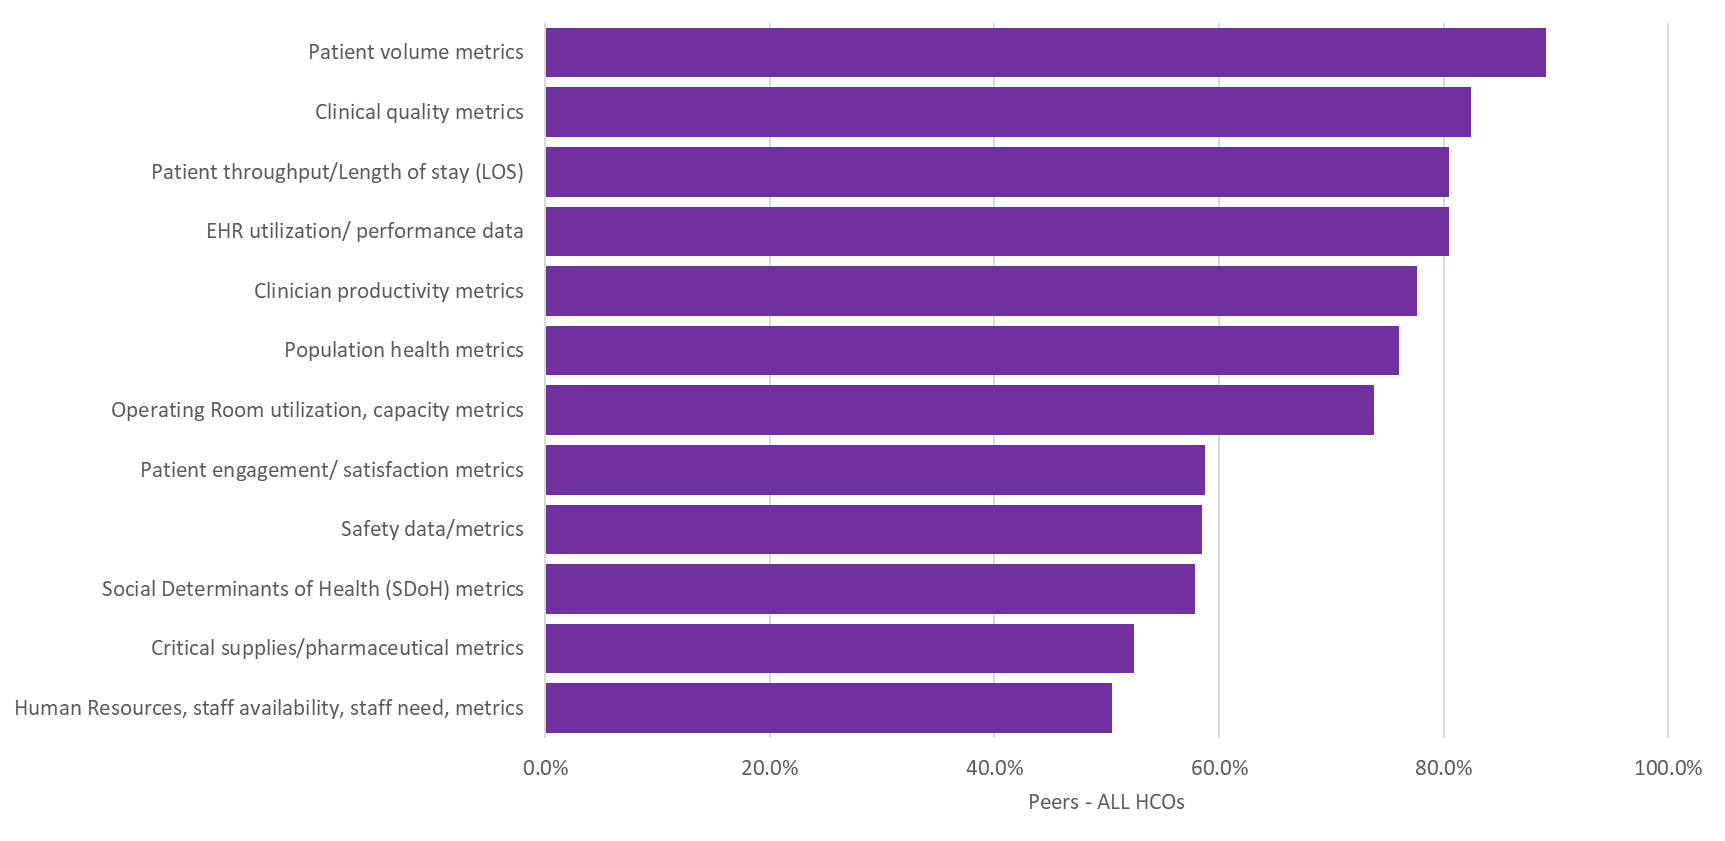 Patient volume metrics
Clinical quality metrics
Patient throughput/Length of stay (LOS)
EHR utilization/ performance data
Clinician productivity metrics
Population health metrics
Operating Room utilization, capacity metrics
Patient engagement/ satisfaction metrics
Safety data/metrics
Social Determinants of Health (SDoH) metrics
Critical supplies/pharmaceutical metrics
Human Resources, staff availability, staff need, metrics
0.0% 20.0% 40.0% 60.0% 80.0% 100.0%
Peers - ALL HCOs